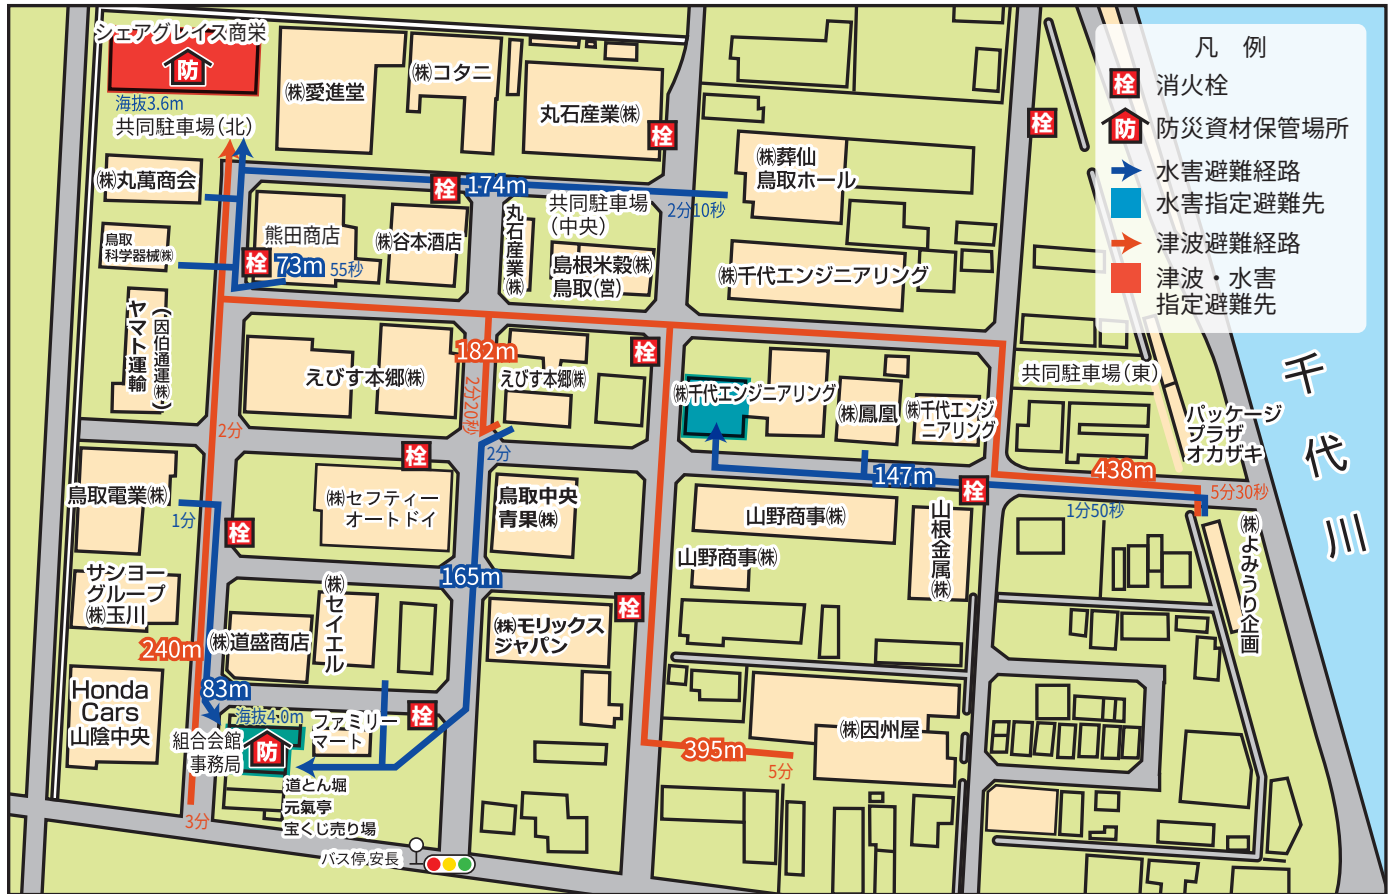 シェアグレイス商栄
防
海抜3.6m
共同駐車場（北）
㈱愛進堂
㈱コタニ
丸石産業㈱
栓
栓
凡　例
栓 消火栓
防 防災資材保管場所
水害避難経路
水害指定避難先
津波避難経路
津波・水害
指定避難先
㈱丸萬商会
栓
174m
2分10秒
㈱葬仙
鳥取ホール
鳥取
科学器械㈱
熊田商店
㈱谷本酒店
丸石産業㈱
共同駐車場
（中央）
栓
73m
55秒
島根米穀㈱
鳥取（営）
㈱千代エンジニアリング
ヤマト運輸
（因伯通運㈱）
182m
2分20秒
栓
えびす本郷㈱
えびす本郷㈱
㈱千代エンジニアリング
㈱鳳凰
㈱千代エンジ
ニアリング
共同駐車場（東）
パッケージ
プラザ
オカザキ
千代川
2分
2分
栓
147m
438m
5分30秒
1分50秒
栓
鳥取電業㈱
1分
栓
㈱セフティー
オートドイ
鳥取中央
青果㈱
山野商事㈱
山野商事㈱
山根金属㈱
㈱よみうり企画
サンヨー
グループ
㈱玉川
165m
㈱道盛商店
㈱セイエル
栓
㈱モリックス
ジャパン
240m
83m
Honda
Cars
山陰中央
海抜4.0m
組合会館
事務局
防
ファミリー
マート
栓
㈱因州屋
395m
5分
道とん堀
元氣亭
宝くじ売り場
3分
バス停,安長